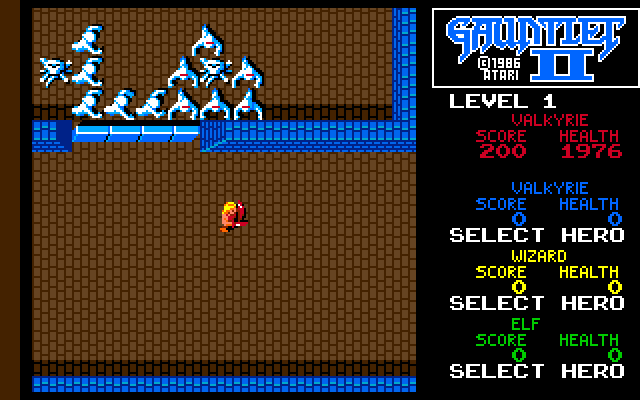 GAUNTLET
II
©1986
ATARI
LEVEL 1
VALKYRIE
SCORE HEALTH
200 1976
VALKYRIE
SCORE HEALTH
0 0
SELECT HERO
WIZARD
SCORE HEALTH
0 0
SELECT HERO
ELF
SCORE HEALTH
0 0
SELECT HERO